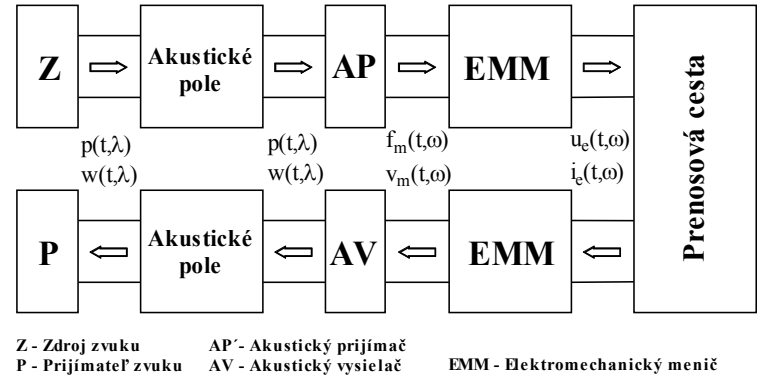 Z
Akustické
pole
AP
EMM
Prenosová cesta
p(t,λ)
w(t,λ)
p(t,λ)
w(t,λ)
f_m(t,ω)
v_m(t,ω)
u_e(t,ω)
i_e(t,ω)
P
Akustické
pole
AV
EMM
Z - Zdroj zvuku
AP´- Akustický prijímač
P - Prijímateľ zvuku
AV - Akustický vysielač
EMM - Elektromechanický menič